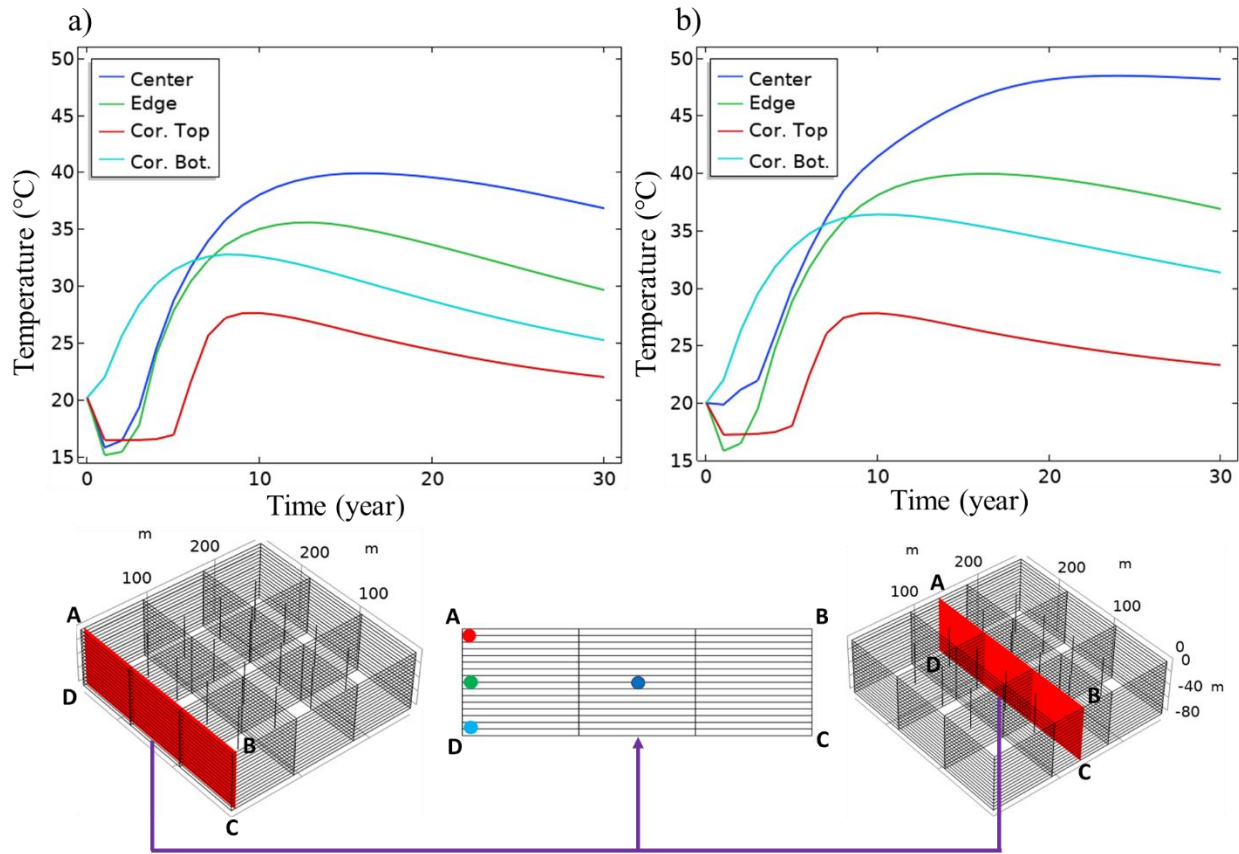 a)
50
45
40
35
30
25
20
15
Temperature (°C)
Center
Edge
Cor. Top
Cor. Bot.
0
10
20
30
Time (year)
b)
50
45
40
35
30
25
20
15
Temperature (°C)
Center
Edge
Cor. Top
Cor. Bot.
0
10
20
30
Time (year)
m
200
100
200
m
100
A
D
B
C
A
B
D
C
m
200
100
200
m
100
A
D
B
C
0
0
-40
m
-80